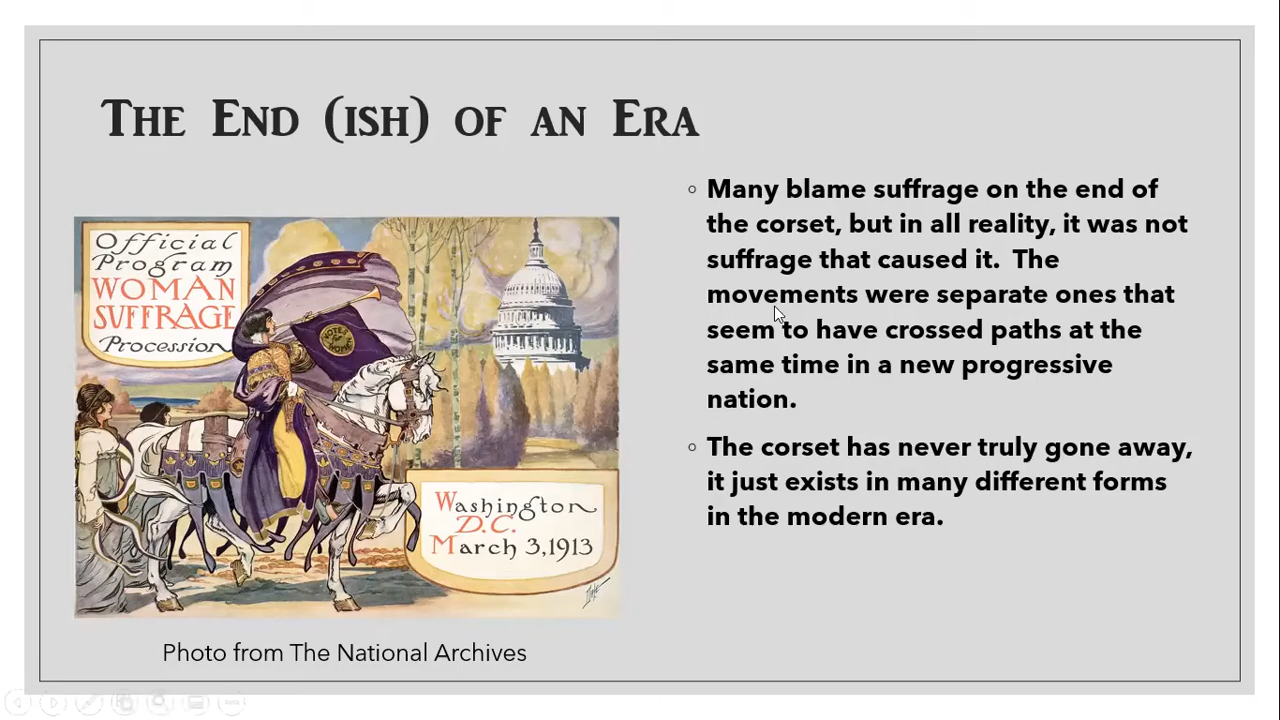 The End (ish) of an Era
Official
Program
WOMAN
SUFFRAGE
Procession
VOTES
for
WOMEN
Washington
D.C.
March 3, 1913
Photo from The National Archives
Many blame suffrage on the end of
the corset, but in all reality, it was not
suffrage that caused it.  The
movements were separate ones that
seem to have crossed paths at the
same time in a new progressive
nation.
The corset has never truly gone away,
it just exists in many different forms
in the modern era.